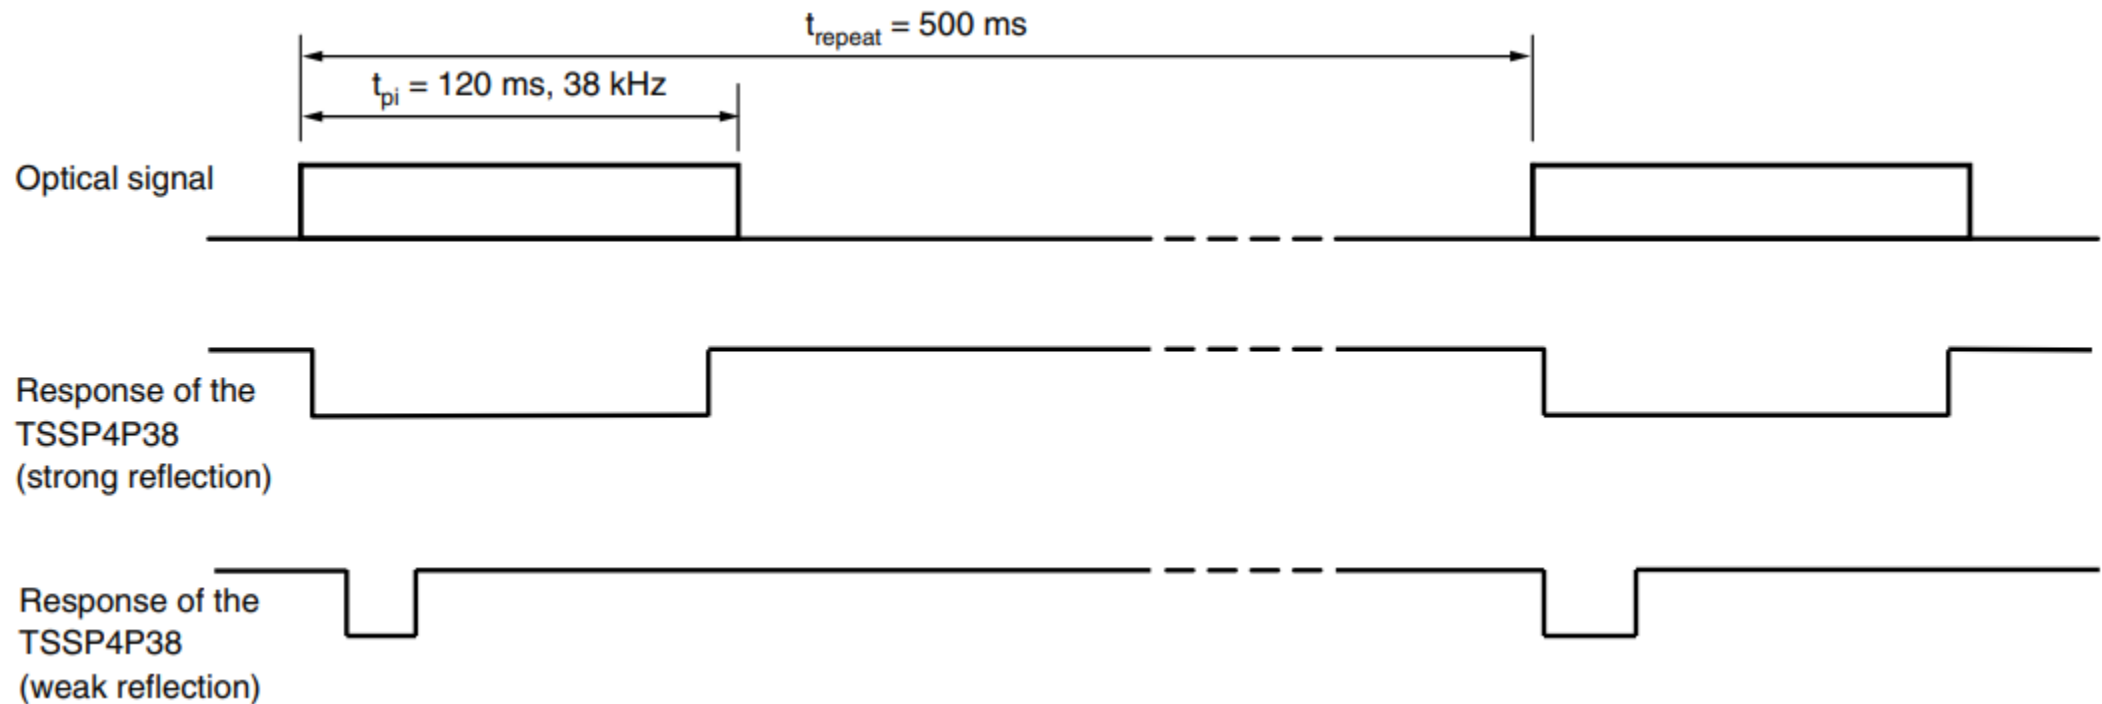 t_repeat = 500 ms
t_pi = 120 ms, 38 kHz
Optical signal
Response of the
TSSP4P38
(strong reflection)
Response of the
TSSP4P38
(weak reflection)